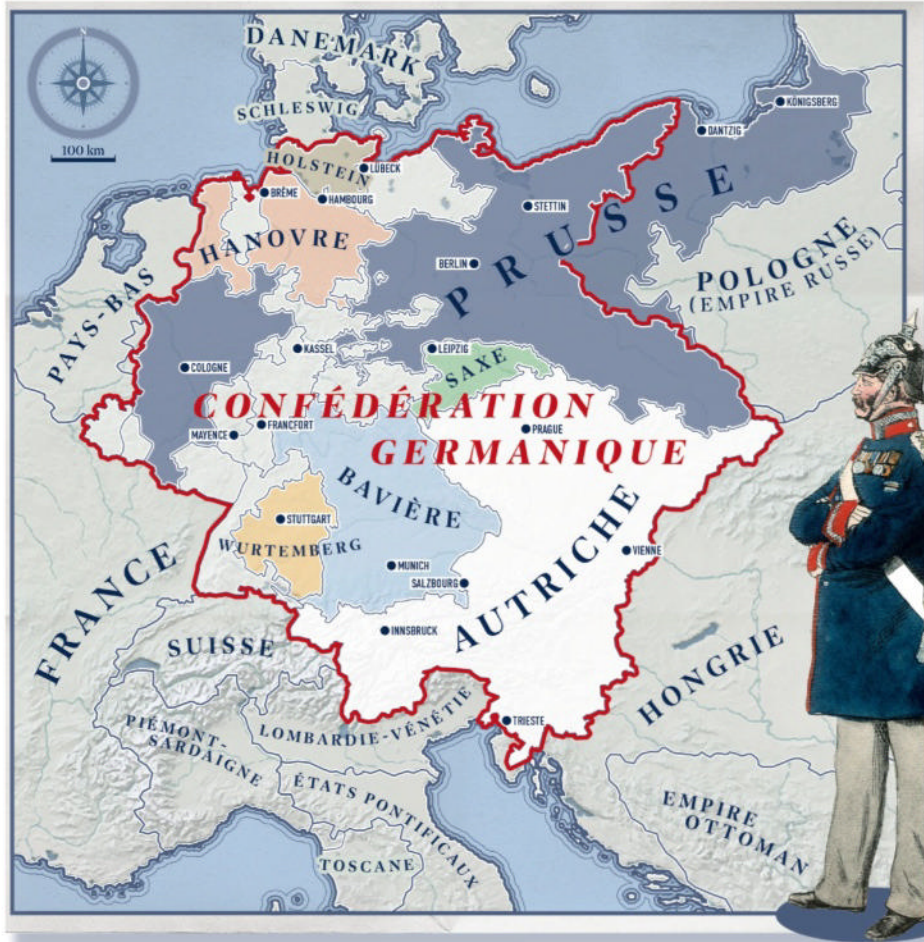 N
DANEMARK
KÖNIGSBERG
SCHLESWIG
DANTZIG
100 km
HOLSTEIN
LÜBECK
BRÊME
HAMBOURG
STETTIN
HANOVRE
PRUSSE
BERLIN
POLOGNE
(EMPIRE RUSSE)
PAYS-BAS
KASSEL
LEIPZIG
COLOGNE
SAXE
CONFÉDÉRATION
GERMANIQUE
FRANCFORT
MAYENCE
PRAGUE
BAVIÈRE
STUTTGART
WURTEMBERG
AUTRICHE
VIENNE
MUNICH
SALZBOURG
FRANCE
INNSBRUCK
SUISSE
HONGRIE
TRIESTE
LOMBARDIE-VÉNÉTIE
PIÉMONT-
SARDAIGNE
ÉTATS PONTIFICAUX
EMPIRE
OTTOMAN
TOSCANE